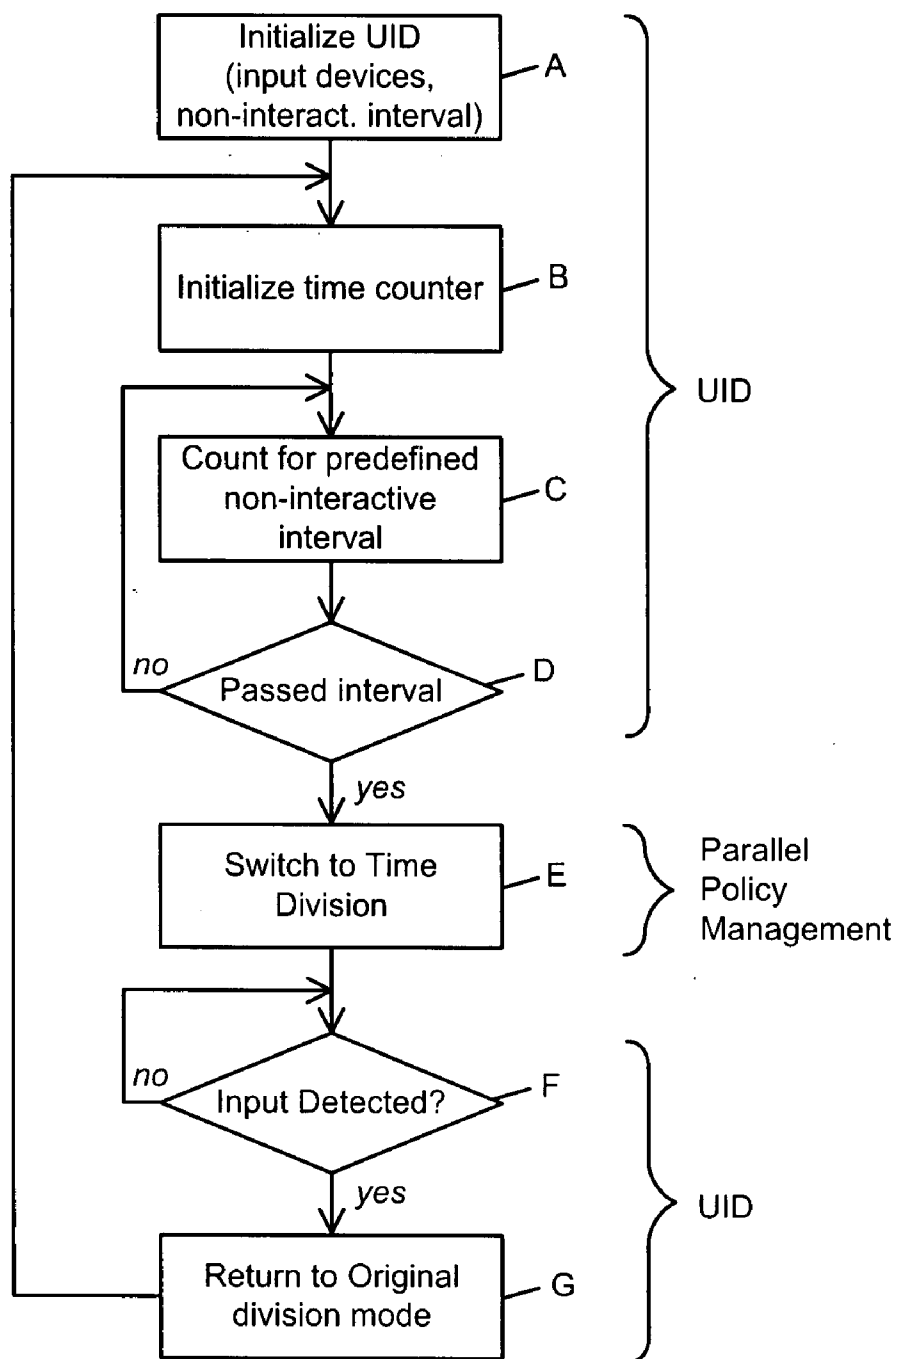 Initialize UID
(input devices,
non-interact. interval)
A
Initialize time counter
B
UID
Count for predefined
non-interactive
interval
C
no
Passed interval
D
yes
Switch to Time
Division
E
Parallel
Policy
Management
no
Input Detected?
F
yes
UID
Return to Original
division mode
G